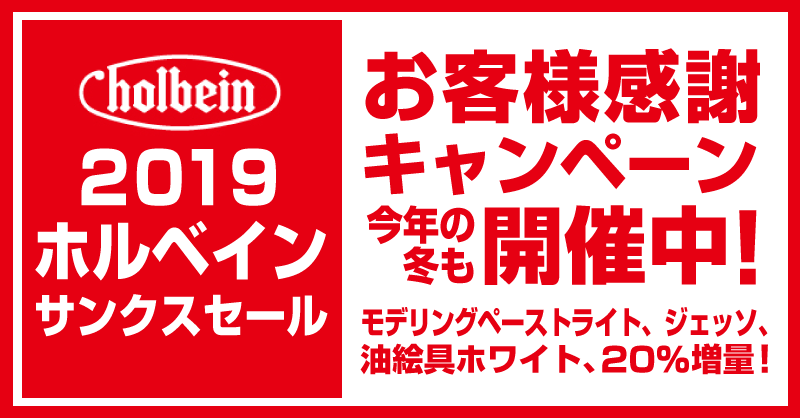 holbein
2019
ホルベイン
サンクスセール
お客様感謝
キャンペーン
今年の
冬も
開催中！
モデリングペーストライト、ジェッソ、
油絵具ホワイト、20%増量！